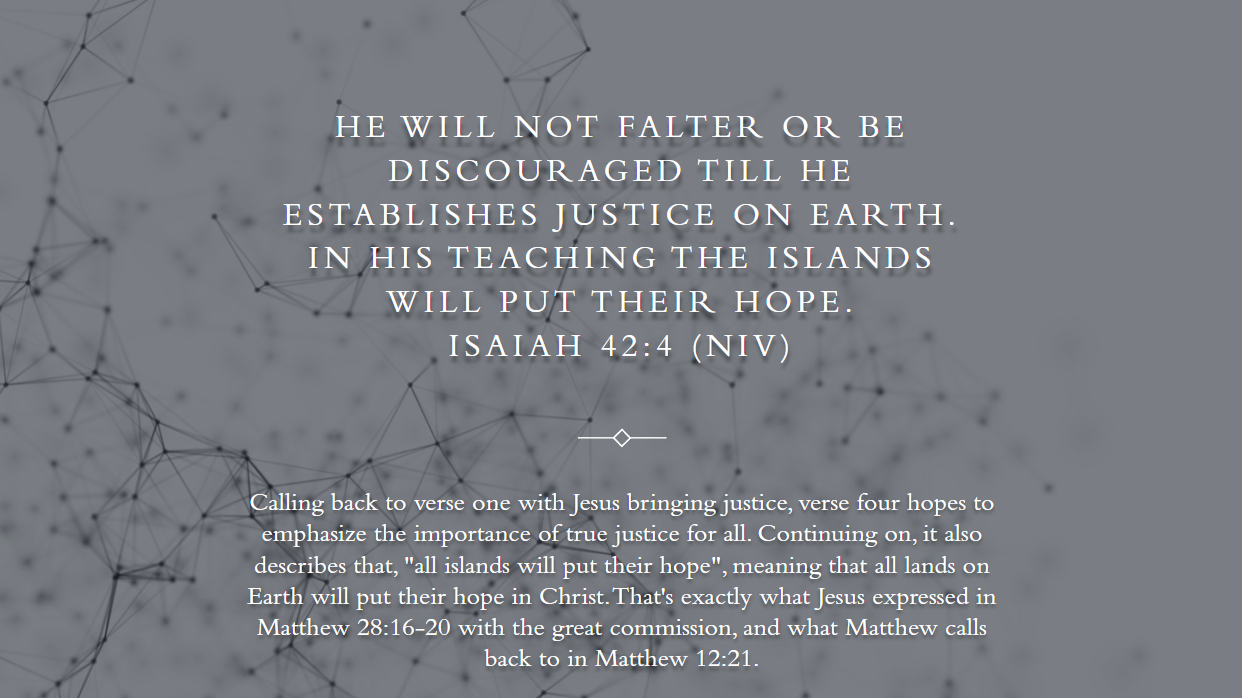 HE WILL NOT FALTER OR BE
DISCOURAGED TILL HE
ESTABLISHES JUSTICE ON EARTH.
IN HIS TEACHING THE ISLANDS
WILL PUT THEIR HOPE.
ISAIAH 42:4 (NIV)
Calling back to verse one with Jesus bringing justice, verse four hopes to
emphasize the importance of true justice for all. Continuing on, it also
describes that, "all islands will put their hope", meaning that all lands on
Earth will put their hope in Christ. That's exactly what Jesus expressed in
Matthew 28:16-20 with the great commission, and what Matthew calls
back to in Matthew 12:21.